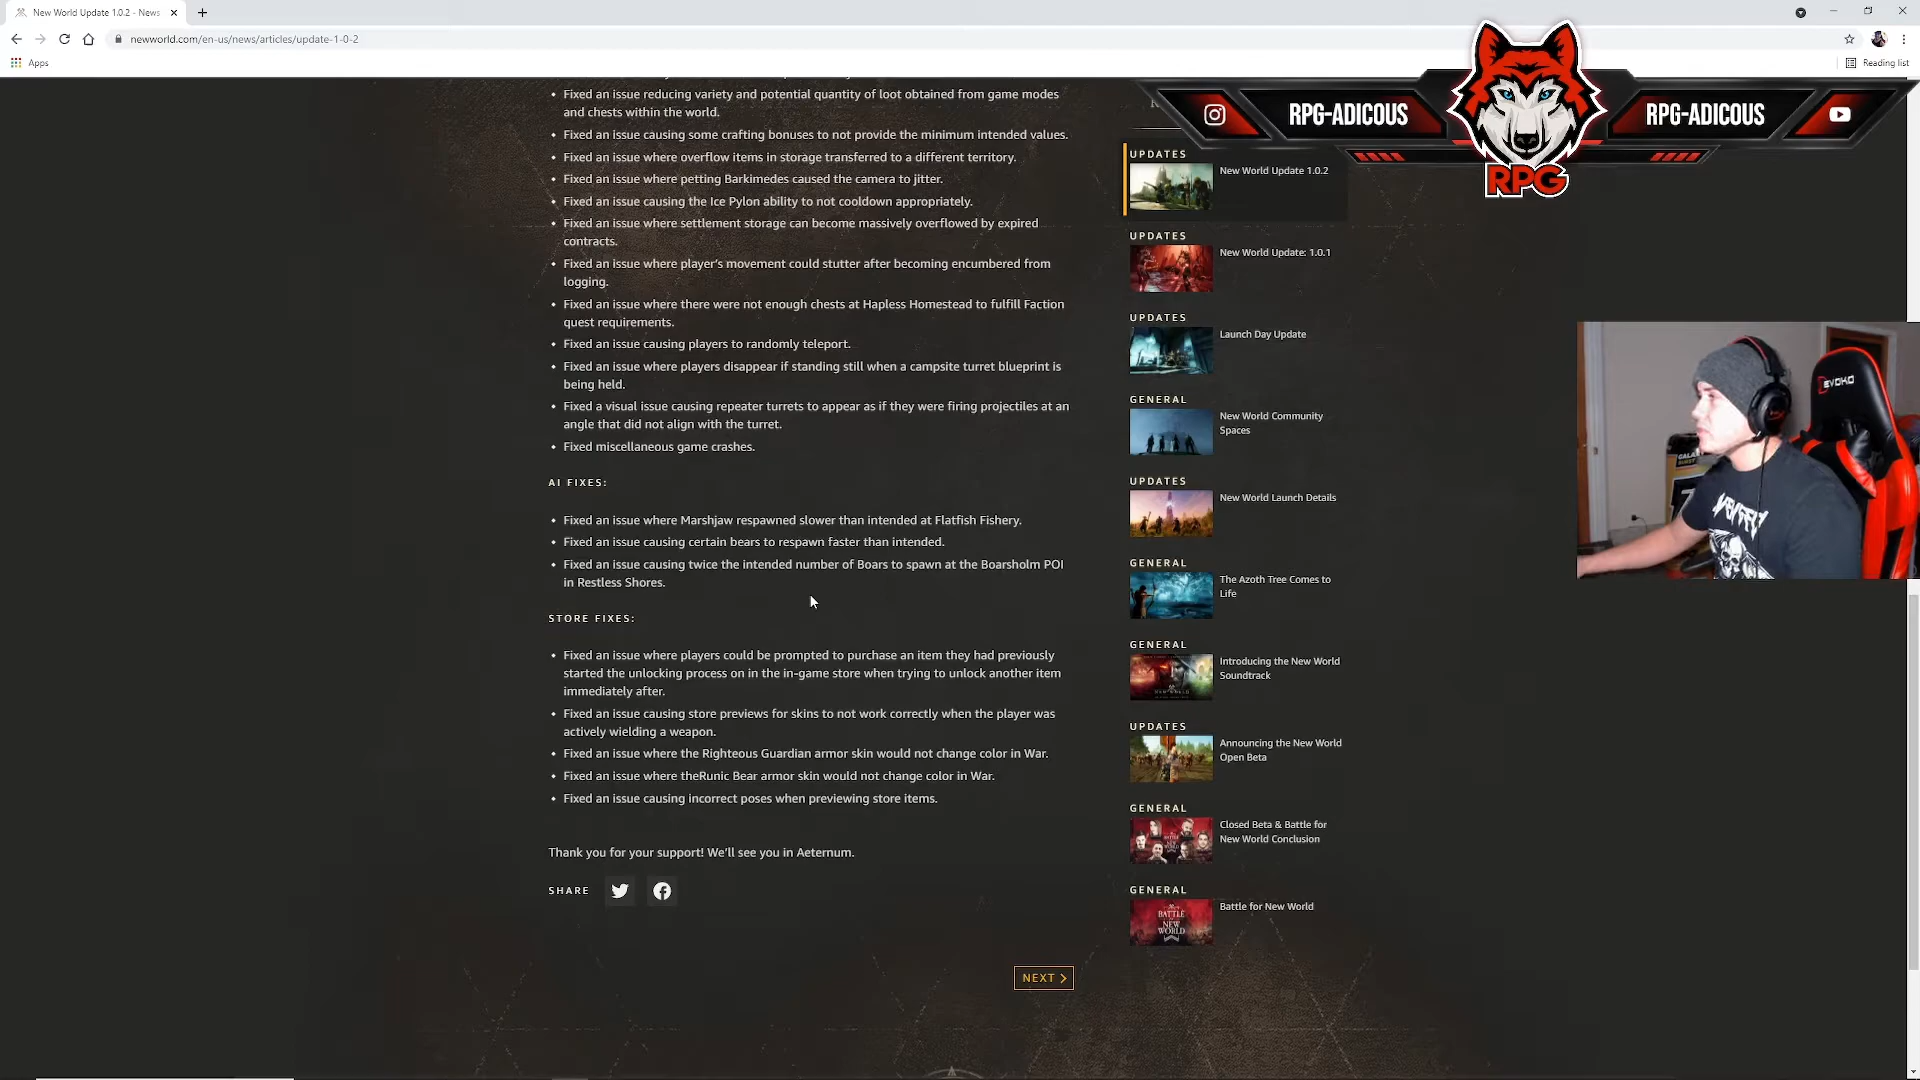 New World Update 1.0.2 - News
newworld.com/en-us/news/articles/update-1-0-2
Apps
Reading list
RPG-ADICOUS
RPG-ADICOUS
RPG
• Fixed an issue reducing variety and potential quantity of loot obtained from game modes
and chests within the world.
• Fixed an issue causing some crafting bonuses to not provide the minimum intended values.
• Fixed an issue where overflow items in storage transferred to a different territory.
• Fixed an issue where petting Barkimedes caused the camera to jitter.
• Fixed an issue causing the Ice Pylon ability to not cooldown appropriately.
• Fixed an issue where settlement storage can become massively overflowed by expired
contracts.
• Fixed an issue where player's movement could stutter after becoming encumbered from
logging.
• Fixed an issue where there were not enough chests at Hapless Homestead to fulfill Faction
quest requirements.
• Fixed an issue causing players to randomly teleport.
• Fixed an issue where players disappear if standing still when a campsite turret blueprint is
being held.
• Fixed a visual issue causing repeater turrets to appear as if they were firing projectiles at an
angle that did not align with the turret.
• Fixed miscellaneous game crashes.
AI FIXES:
• Fixed an issue where Marshjaw respawned slower than intended at Flatfish Fishery.
• Fixed an issue causing certain bears to respawn faster than intended.
• Fixed an issue causing twice the intended number of Boars to spawn at the Boarsholm POI
in Restless Shores.
STORE FIXES:
• Fixed an issue where players could be prompted to purchase an item they had previously
started the unlocking process on in the in-game store when trying to unlock another item
immediately after.
• Fixed an issue causing store previews for skins to not work correctly when the player was
actively wielding a weapon.
• Fixed an issue where the Righteous Guardian armor skin would not change color in War.
• Fixed an issue where theRunic Bear armor skin would not change color in War.
• Fixed an issue causing incorrect poses when previewing store items.
Thank you for your support! We'll see you in Aeternum.
SHARE
NEXT >
UPDATES
New World Update 1.0.2
UPDATES
New World Update: 1.0.1
UPDATES
Launch Day Update
GENERAL
New World Community
Spaces
UPDATES
New World Launch Details
GENERAL
The Azoth Tree Comes to
Life
GENERAL
Introducing the New World
Soundtrack
UPDATES
Announcing the New World
Open Beta
GENERAL
Closed Beta & Battle for
New World Conclusion
GENERAL
Battle for New World
BATTLE
NEW
WORLD